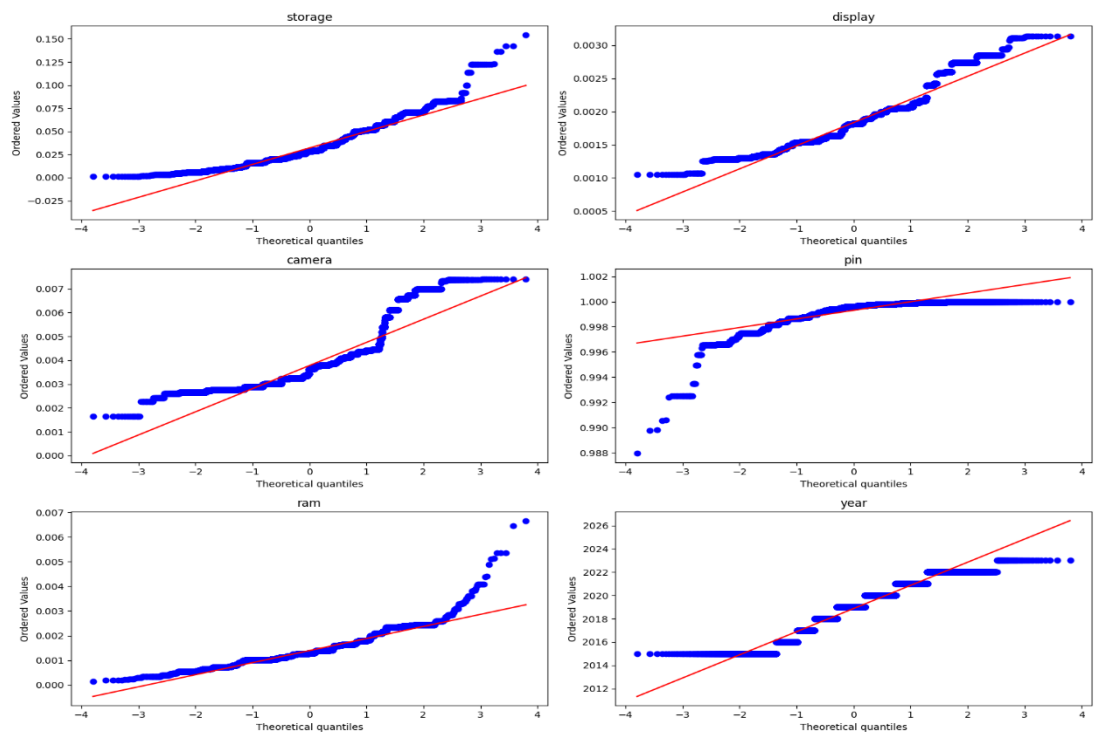 storage
Ordered Values
0.150
0.125
0.100
0.075
0.050
0.025
0.000
−0.025
−4 −3 −2 −1 0 1 2 3 4
Theoretical quantiles
display
Ordered Values
0.0030
0.0025
0.0020
0.0015
0.0010
0.0005
−4 −3 −2 −1 0 1 2 3 4
Theoretical quantiles
camera
Ordered Values
0.007
0.006
0.005
0.004
0.003
0.002
0.001
0.000
−4 −3 −2 −1 0 1 2 3 4
Theoretical quantiles
pin
Ordered Values
1.002
1.000
0.998
0.996
0.994
0.992
0.990
0.988
−4 −3 −2 −1 0 1 2 3 4
Theoretical quantiles
ram
Ordered Values
0.007
0.006
0.005
0.004
0.003
0.002
0.001
0.000
−4 −3 −2 −1 0 1 2 3 4
Theoretical quantiles
year
Ordered Values
2026
2024
2022
2020
2018
2016
2014
2012
−4 −3 −2 −1 0 1 2 3 4
Theoretical quantiles